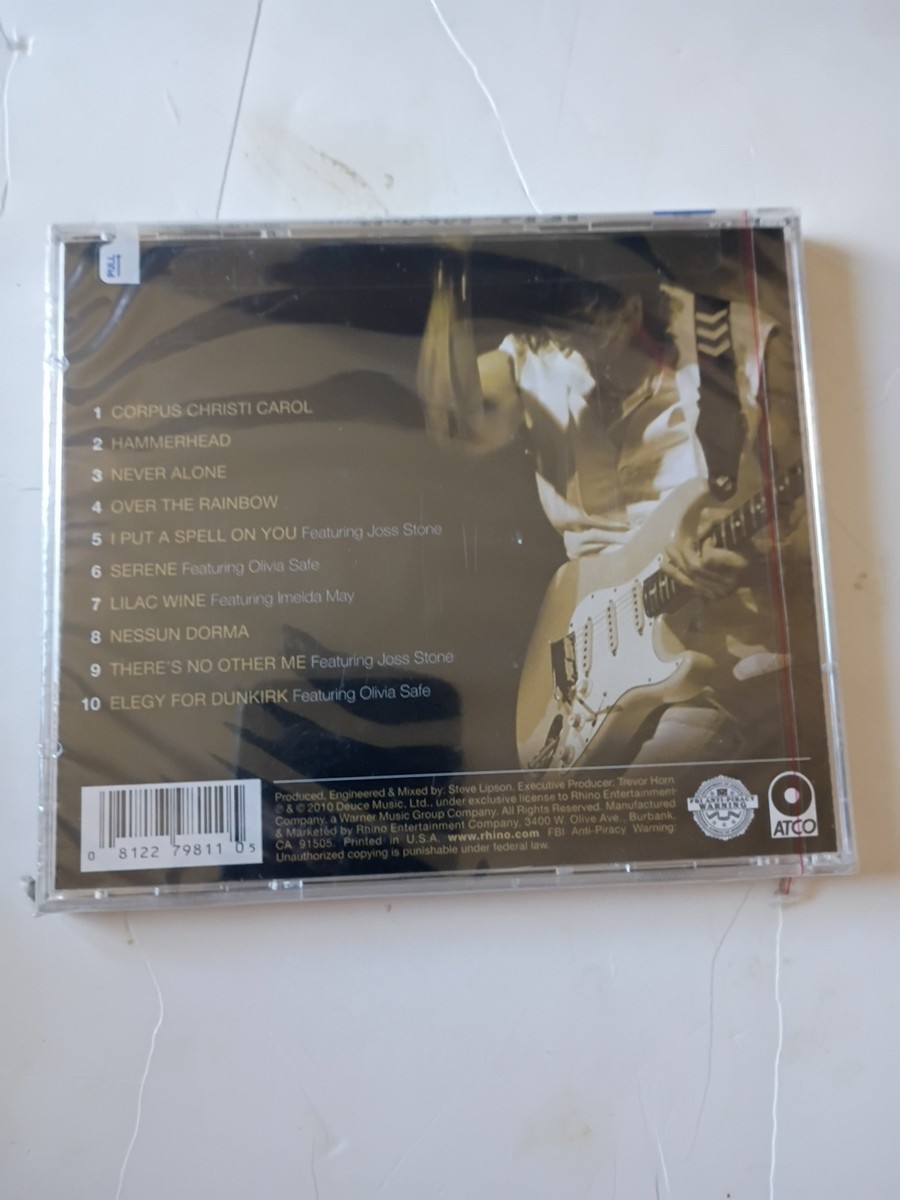 PULL
1 CORPUS CHRISTI CAROL
2 HAMMERHEAD
3 NEVER ALONE
4 OVER THE RAINBOW
5 I PUT A SPELL ON YOU Featuring Joss Stone
6 SERENE Featuring Olivia Safe
7 LILAC WINE Featuring Imelda May
8 NESSUN DORMA
9 THERE'S NO OTHER ME Featuring Joss Stone
10 ELEGY FOR DUNKIRK Featuring Olivia Safe
Produced, Engineered & Mixed by: Steve Lipson. Executive Producer: Trevor Horn
℗ & © 2010 Deuce Music, Ltd., under exclusive license to Rhino Entertainment
Company, a Warner Music Group Company. All Rights Reserved. Manufactured
& Marketed by Rhino Entertainment Company, 3400 W. Olive Ave., Burbank,
CA 91505. Printed in U.S.A. www.rhino.com FBI Anti-Piracy Warning:
Unauthorized copying is punishable under federal law.
0 8122 79811 0 5
FBI ANTI-PIRACY
WARNING
ATCO